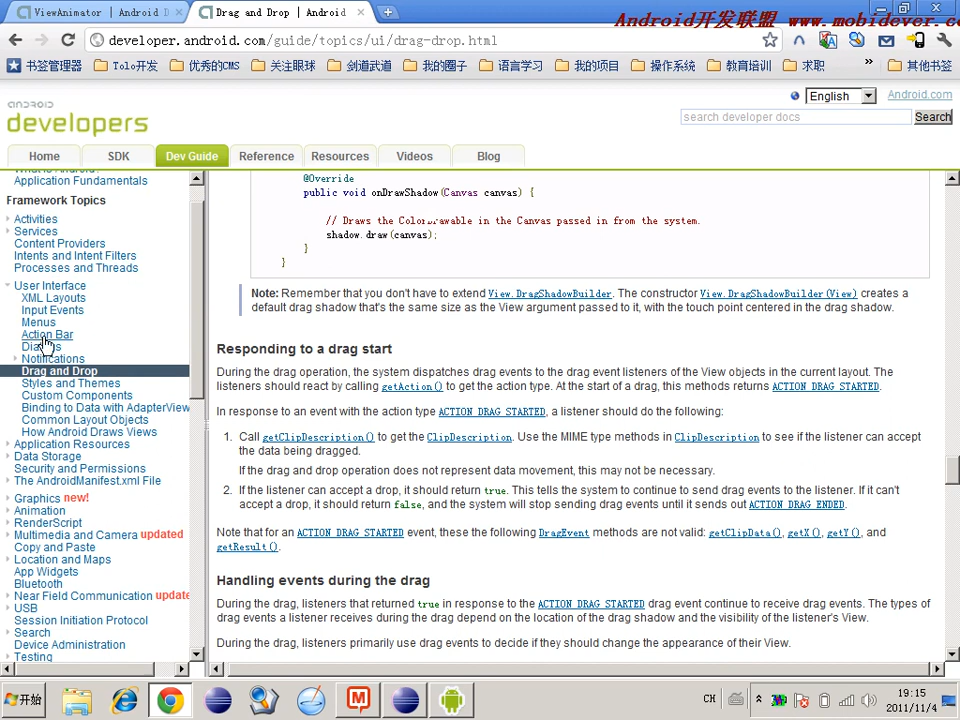 ViewAnimator | Android D
Drag and Drop | Android
Android开发联盟 www.mobidever.co
developer.android.com/guide/topics/ui/drag-drop.html
书签管理器 Tolo开发 优秀的CMS 关注眼球 剑道武道 我的圈子 语言学习 我的项目 操作系统 教育培训 求职 » 其他书签
English Android.com
android
developers
search developer docs Search
Home SDK Dev Guide Reference Resources Videos Blog
Application Fundamentals
Framework Topics
Activities
Services
Content Providers
Intents and Intent Filters
Processes and Threads
User Interface
XML Layouts
Input Events
Menus
Action Bar
Notifications
Drag and Drop
Styles and Themes
Custom Components
Binding to Data with AdapterView
Common Layout Objects
How Android Draws Views
Application Resources
Data Storage
Security and Permissions
The AndroidManifest.xml File
Graphics new!
Animation
RenderScript
Multimedia and Camera updated
Copy and Paste
Location and Maps
App Widgets
Bluetooth
Near Field Communication update
USB
Session Initiation Protocol
Search
Device Administration
Testing
@Override
public void onDrawShadow(Canvas canvas) {
// Draws the ColorDrawable in the Canvas passed in from the system.
shadow.draw(canvas);
}
}
Note: Remember that you don't have to extend View.DragShadowBuilder. The constructor View.DragShadowBuilder(View) creates a
default drag shadow that's the same size as the View argument passed to it, with the touch point centered in the drag shadow.
Responding to a drag start
During the drag operation, the system dispatches drag events to the drag event listeners of the View objects in the current layout. The
listeners should react by calling getAction() to get the action type. At the start of a drag, this methods returns ACTION_DRAG_STARTED.
In response to an event with the action type ACTION_DRAG_STARTED, a listener should do the following:
1. Call getClipDescription() to get the ClipDescription. Use the MIME type methods in ClipDescription to see if the listener can accept
the data being dragged.
If the drag and drop operation does not represent data movement, this may not be necessary.
2. If the listener can accept a drop, it should return true. This tells the system to continue to send drag events to the listener. If it can't
accept a drop, it should return false, and the system will stop sending drag events until it sends out ACTION_DRAG_ENDED.
Note that for an ACTION_DRAG_STARTED event, these the following DragEvent methods are not valid: getClipData(), getX(), getY(), and
getResult().
Handling events during the drag
During the drag, listeners that returned true in response to the ACTION_DRAG_STARTED drag event continue to receive drag events. The types of
drag events a listener receives during the drag depend on the location of the drag shadow and the visibility of the listener's View.
During the drag, listeners primarily use drag events to decide if they should change the appearance of their View.
开始
CH
19:15
2011/11/4